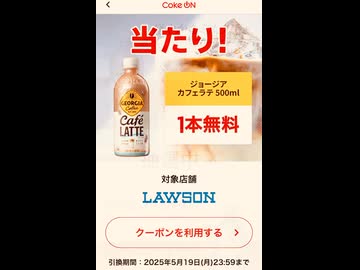 Coke ON
当たり!
GEORGIA
Café
LATTE
ジョージア
カフェラテ 500ml
1本無料
対象店舗
LAWSON
クーポンを利用する
引換期間：2025年5月19日(月)23:59まで